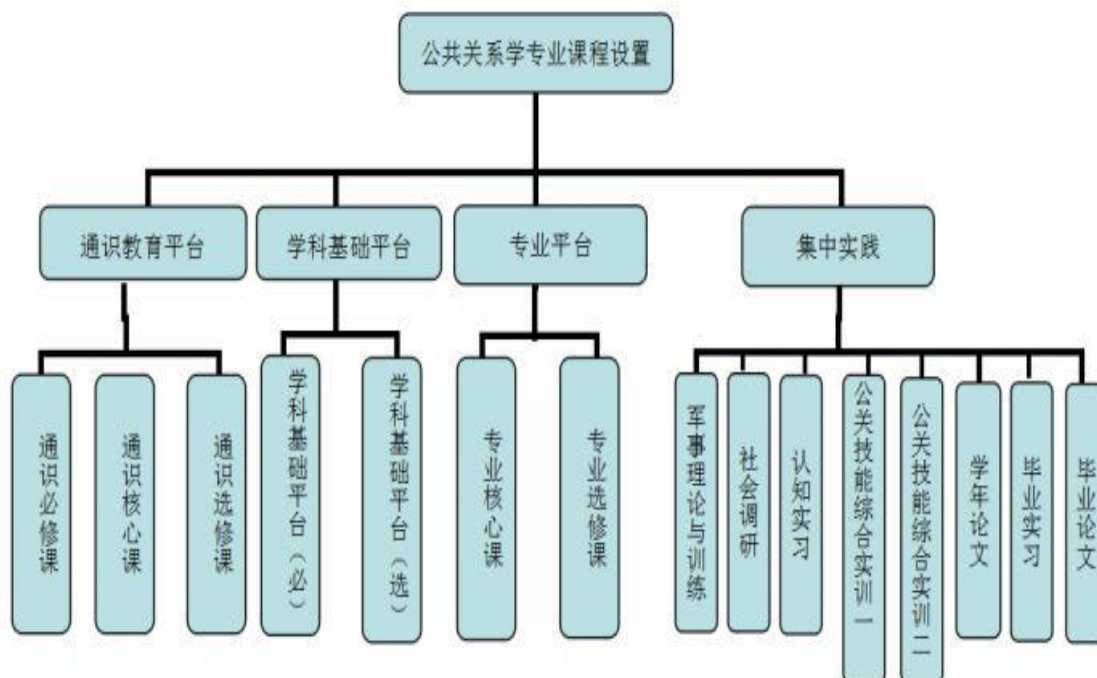 公共关系学专业课程设置
通识教育平台
学科基础平台
专业平台
集中实践
通识必修课
通识核心课
通识选修课
学科基础平台（必）
学科基础平台（选）
专业核心课
专业选修课
军事理论与训练
社会调研
认知实习
公关技能综合实训一
公关技能综合实训二
学年论文
毕业实习
毕业论文